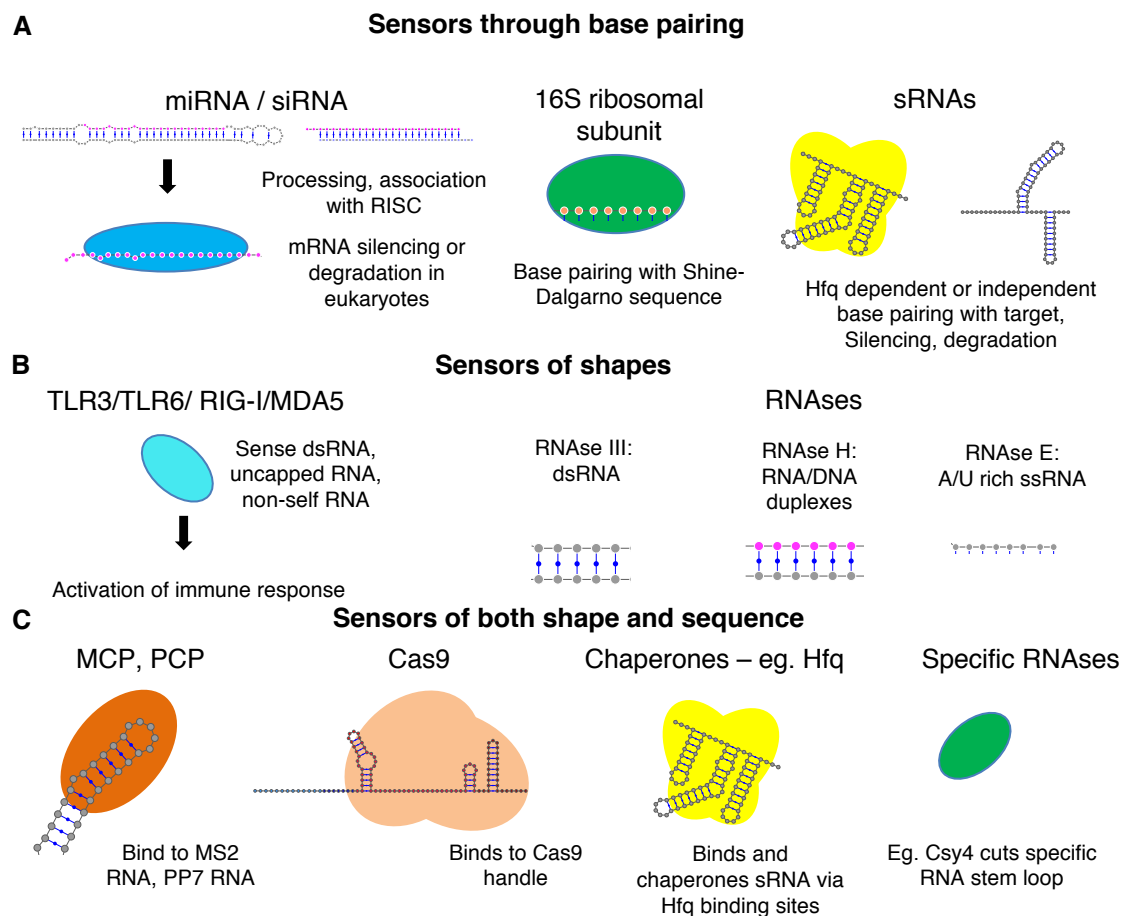 A
Sensors through base pairing
miRNA / siRNA
Processing, association
with RISC
mRNA silencing or
degradation in
eukaryotes
16S ribosomal
subunit
Base pairing with Shine-
Dalgarno sequence
sRNAs
Hfq dependent or independent
base pairing with target,
Silencing, degradation
B
Sensors of shapes
TLR3/TLR6/ RIG-I/MDA5
Sense dsRNA,
uncapped RNA,
non-self RNA
Activation of immune response
RNAses
RNAse III:
dsRNA
RNAse H:
RNA/DNA
duplexes
RNAse E:
A/U rich ssRNA
C
Sensors of both shape and sequence
MCP, PCP
Bind to MS2
RNA, PP7 RNA
Cas9
Binds to Cas9
handle
Chaperones – eg. Hfq
Binds and
chaperones sRNA via
Hfq binding sites
Specific RNAses
Eg. Csy4 cuts specific
RNA stem loop